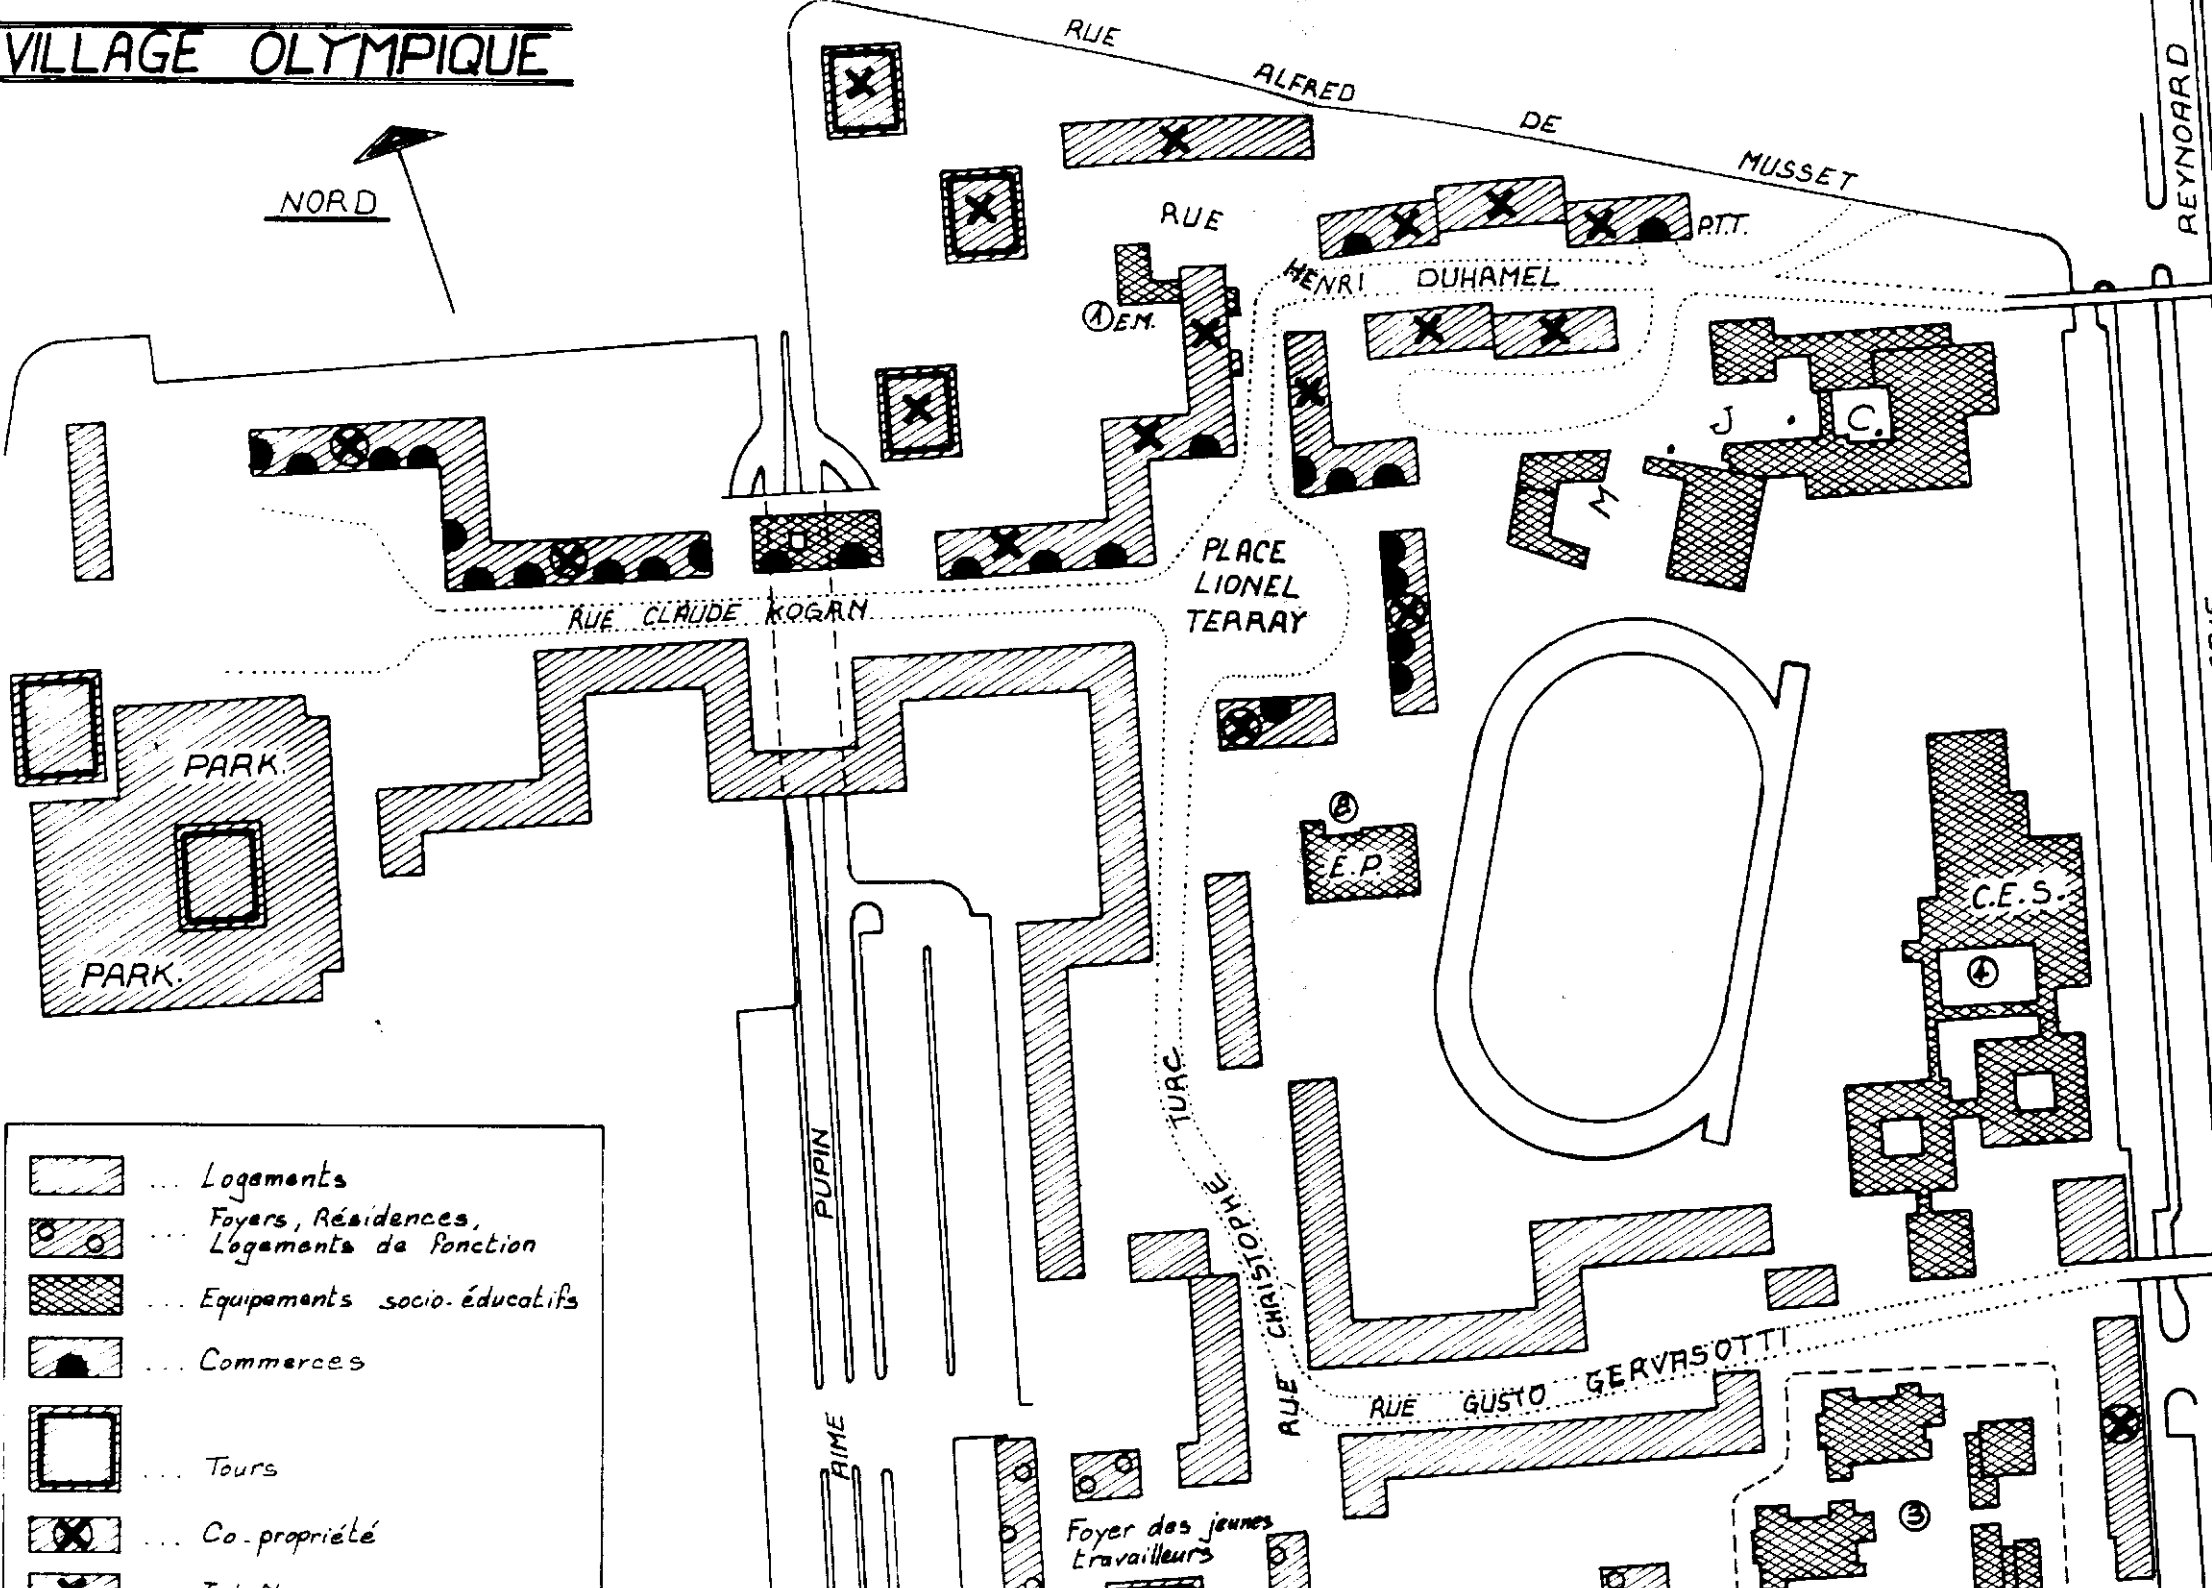 VILLAGE OLYMPIQUE
NORD
RUE ALFRED DE MUSSET
REYNOARD
RUE
HENRI DUHAMEL
P.T.T.
1 E.M.
J. C.
M
PLACE
LIONEL
TERRAY
RUE CLAUDE KOGAN
PARK.
PARK.
8
E.P.
C.E.S.
4
RUE CHRISTOPHE TURC
AIME PUPIN
RUE GUSTO GERVASOTTI
3
Foyer des jeunes
travailleurs
... Logements
... Foyers, Résidences,
Logements de fonction
... Equipements socio-éducatifs
... Commerces
... Tours
... Co-propriété